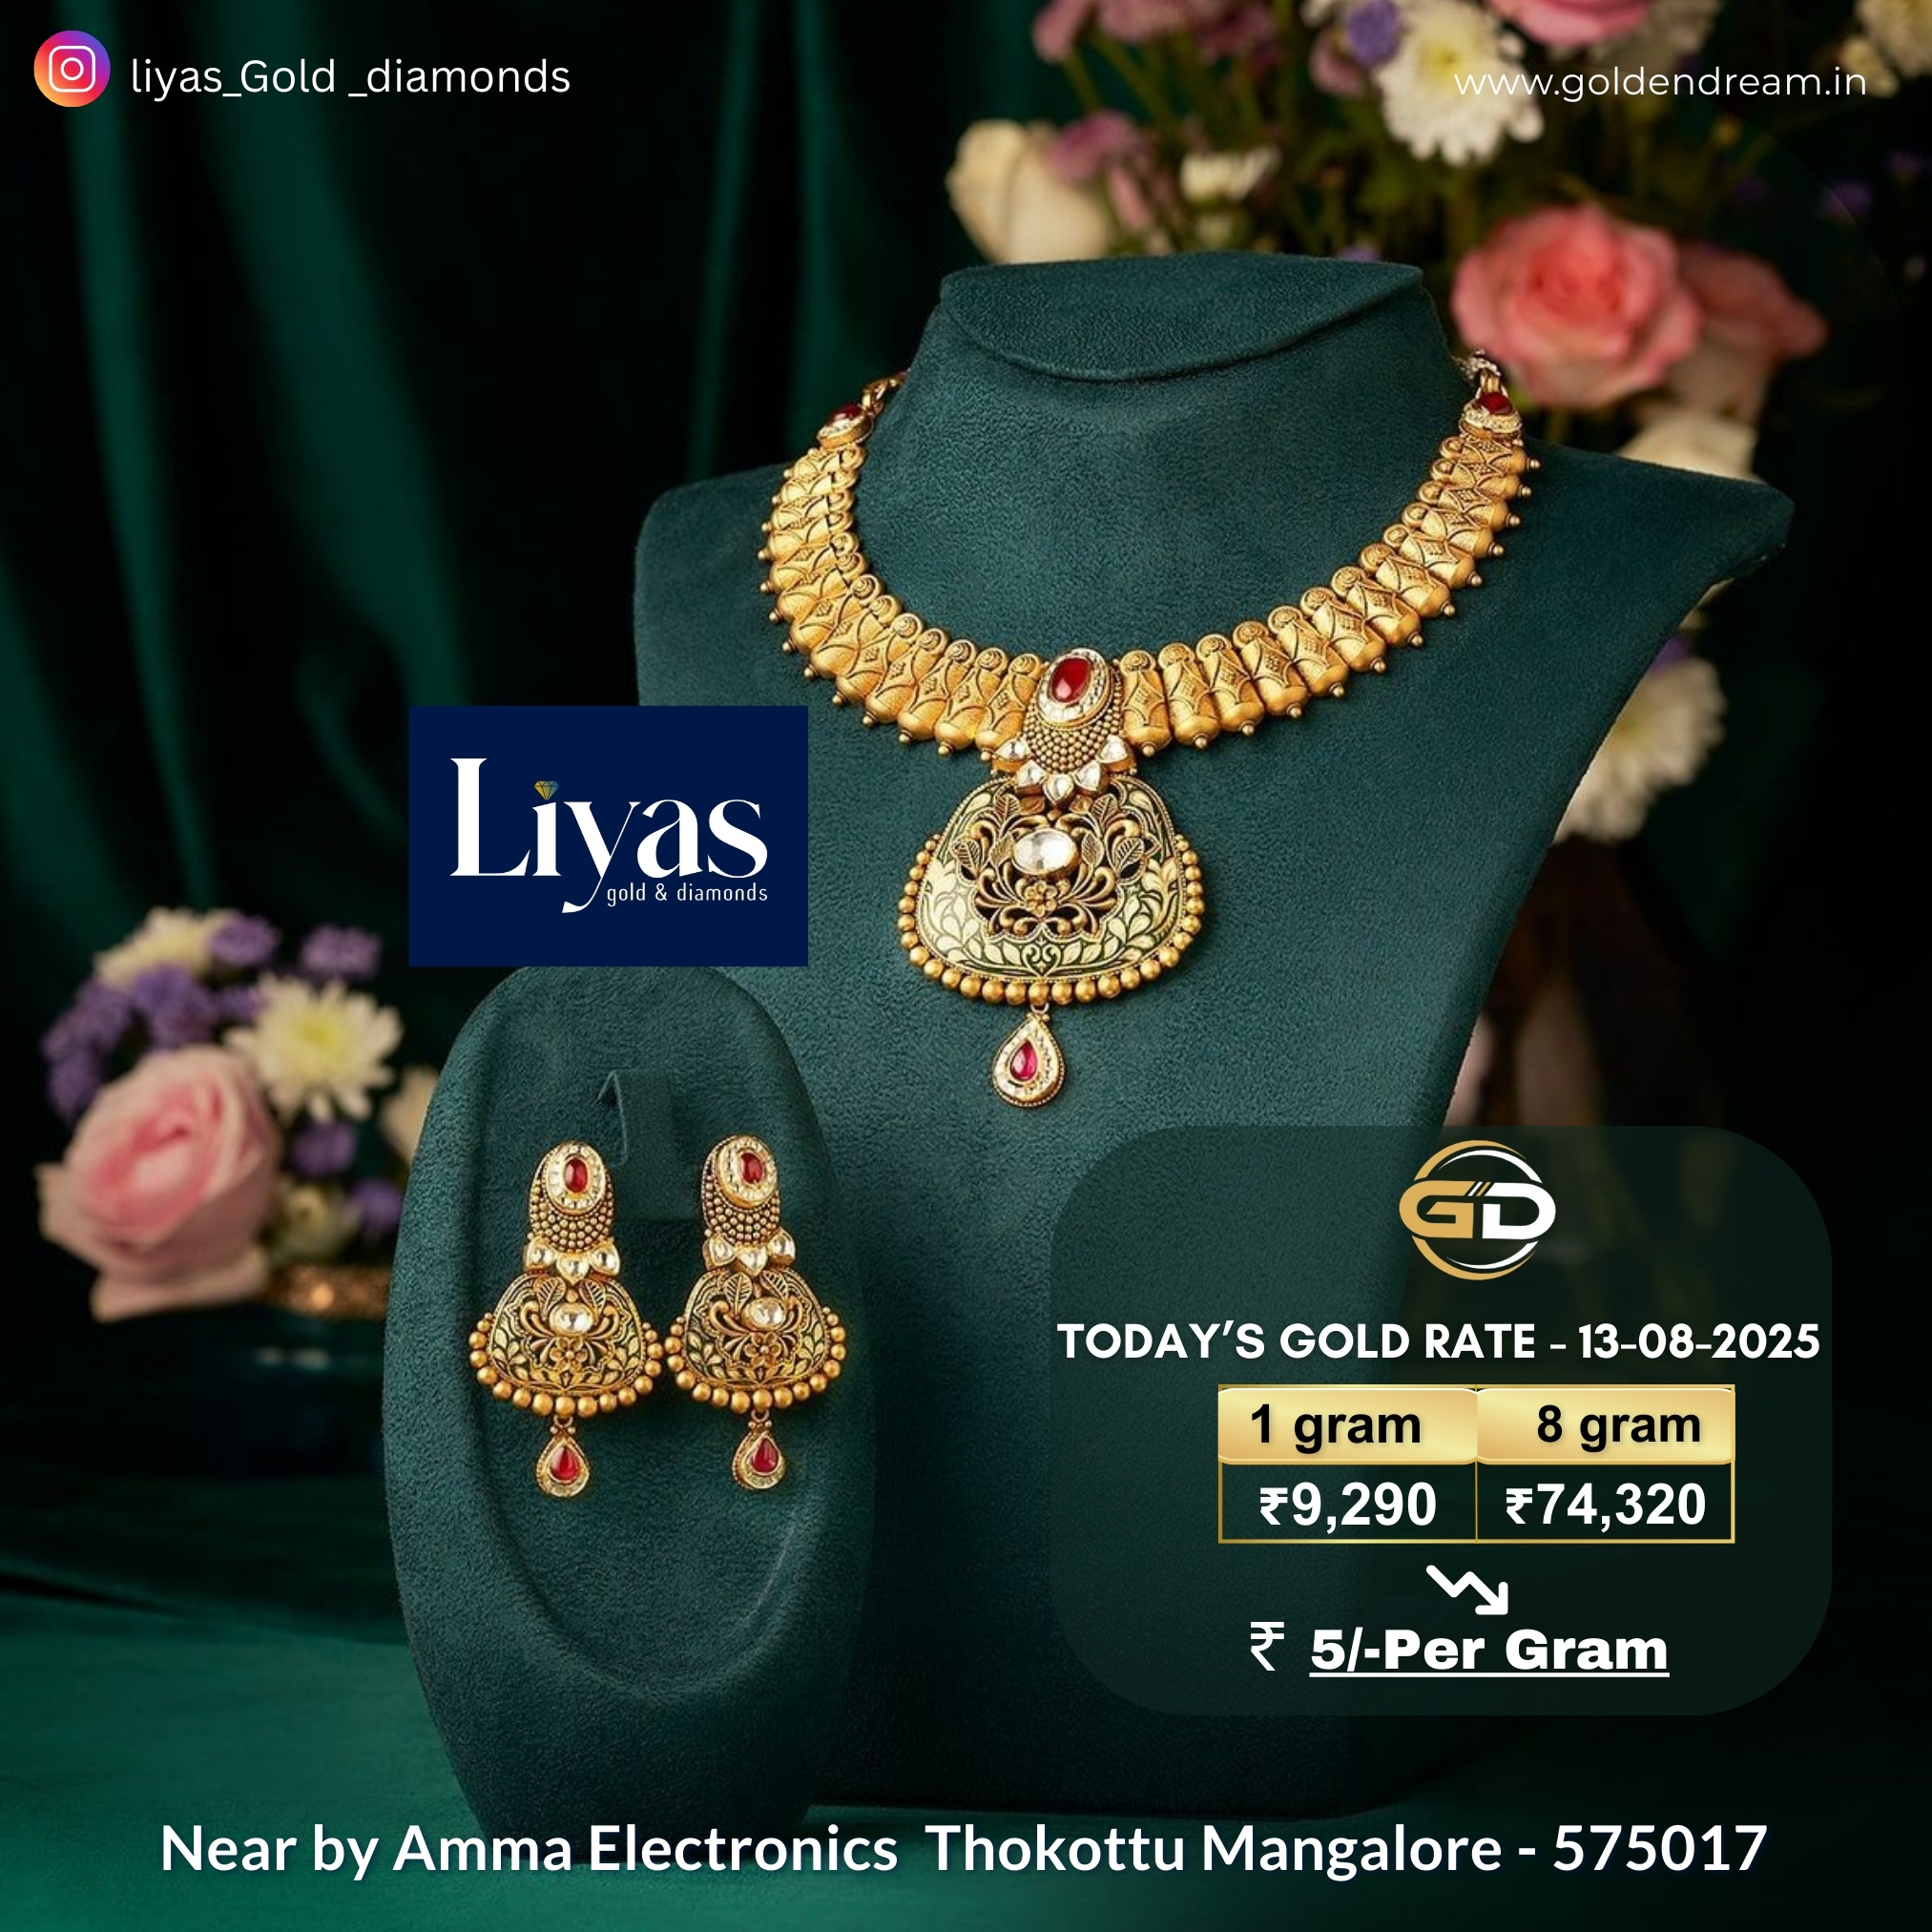 liyas_Gold _diamonds
www.goldendream.in
Liyas
gold & diamonds
GD
TODAY’S GOLD RATE - 13-08-2025
1 gram 8 gram
₹9,290 ₹74,320
₹ 5/-Per Gram
Near by Amma Electronics Thokottu Mangalore - 575017